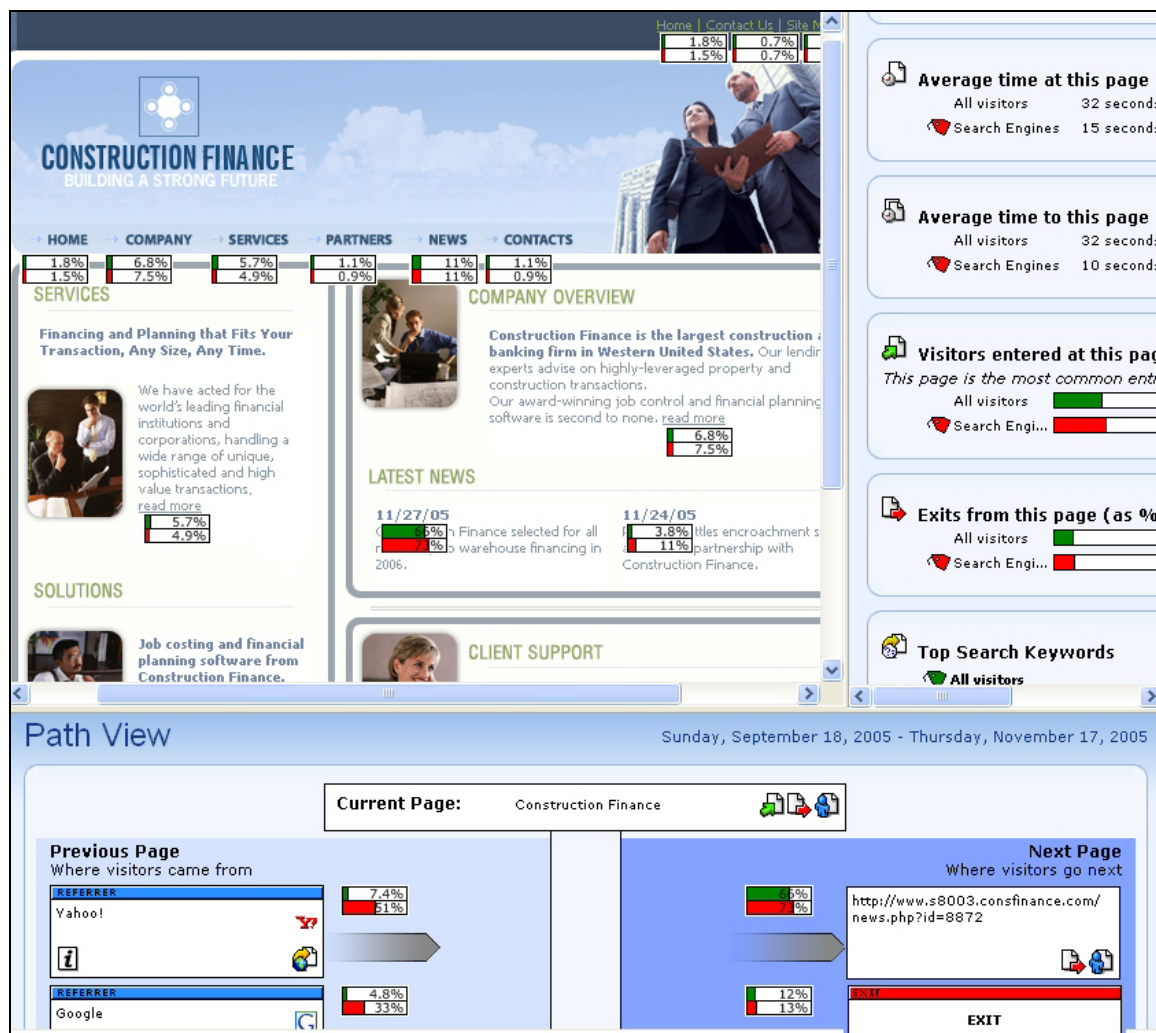 Home | Contact Us | Site
1.8% 0.7%
1.5% 0.7%
CONSTRUCTION FINANCE
BUILDING A STRONG FUTURE
HOME COMPANY SERVICES PARTNERS NEWS CONTACTS
1.8% 6.8% 5.7% 1.1% 11% 1.1%
1.5% 7.5% 4.9% 0.9% 11% 0.9%
SERVICES
Financing and Planning that Fits Your
Transaction, Any Size, Any Time.
We have acted for the
world's leading financial
institutions and
corporations, handling a
wide range of unique,
sophisticated and high
value transactions,
read more
5.7%
4.9%
SOLUTIONS
Job costing and financial
planning software from
Construction Finance.
COMPANY OVERVIEW
Construction Finance is the largest construction
banking firm in Western United States. Our
experts advise on highly-leveraged property and
construction transactions.
Our award-winning job control and financial planning
software is second to none. read more
6.8%
7.5%
LATEST NEWS
11/27/05
66% Finance selected for all
warehouse financing in
2006.
11/24/05
3.8% encroachment
11% partnership with
Construction Finance.
CLIENT SUPPORT
Average time at this page
All visitors 32
Search Engines 15
Average time to this page
All visitors 32
Search Engines 10
Visitors entered at this
This page is the most common
All visitors
Search Engi...
Exits from this page (as %
All visitors
Search Engi...
Top Search Keywords
All visitors
Path View
Sunday, September 18, 2005 - Thursday, November 17, 2005
Current Page: Construction Finance
Previous Page
Where visitors came from
REFERRER
Yahoo!
7.4%
51%
REFERRER
Google
4.8%
33%
Next Page
Where visitors go next
66%
http://www.s8003.consfinance.com/
news.php?id=8872
12%
13%
EXIT
EXIT